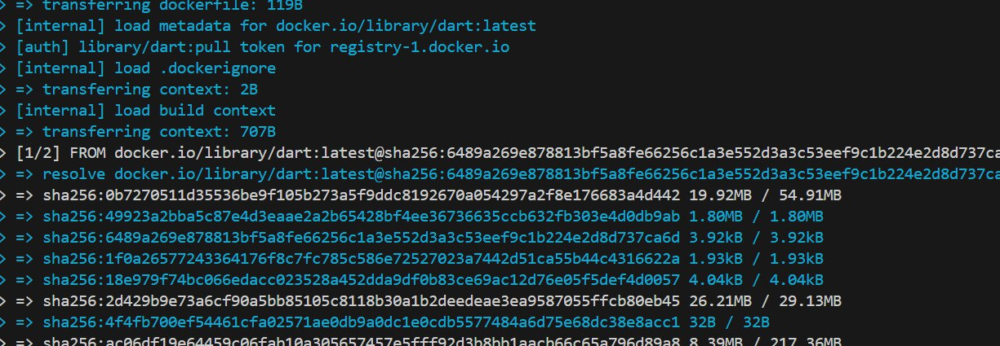 > => transferring dockerfile: 119B
> [internal] load metadata for docker.io/library/dart:latest
> [auth] library/dart:pull token for registry-1.docker.io
> [internal] load .dockerignore
> => transferring context: 2B
> [internal] load build context
> => transferring context: 707B
> [1/2] FROM docker.io/library/dart:latest@sha256:6489a269e878813bf5a8fe66256c1a3e552d3a3c53eef9c1b224e2d8d737ca
> => resolve docker.io/library/dart:latest@sha256:6489a269e878813bf5a8fe66256c1a3e552d3a3c53eef9c1b224e2d8d737ca
> => sha256:0b7270511d35536be9f105b273a5f9ddc8192670a054297a2f8e176683a4d442 19.92MB / 54.91MB
> => sha256:49923a2bba5c87e4d3eaae2a2b65428bf4ee36736635ccb632fb303e4d0db9ab 1.80MB / 1.80MB
> => sha256:6489a269e878813bf5a8fe66256c1a3e552d3a3c53eef9c1b224e2d8d737ca6d 3.92kB / 3.92kB
> => sha256:1f0a26577243364176f8c7fc785c586e72527023a7442d51ca55b44c4316622a 1.93kB / 1.93kB
> => sha256:18e979f74bc066edacc023528a452dda9df0b83ce69ac12d76e05f5def4d0057 4.04kB / 4.04kB
> => sha256:2d429b9e73a6cf90a5bb85105c8118b30a1b2deedeae3ea9587055ffcb80eb45 26.21MB / 29.13MB
> => sha256:4f4fb700ef54461cfa02571ae0db9a0dc1e0cdb5577484a6d75e68dc38e8acc1 32B / 32B
> => sha256:ac06df19e64459c06fab10a305657457e5fff92d3b8bb1aacb66c65a796d89a8 8.39MB / 217.36MB